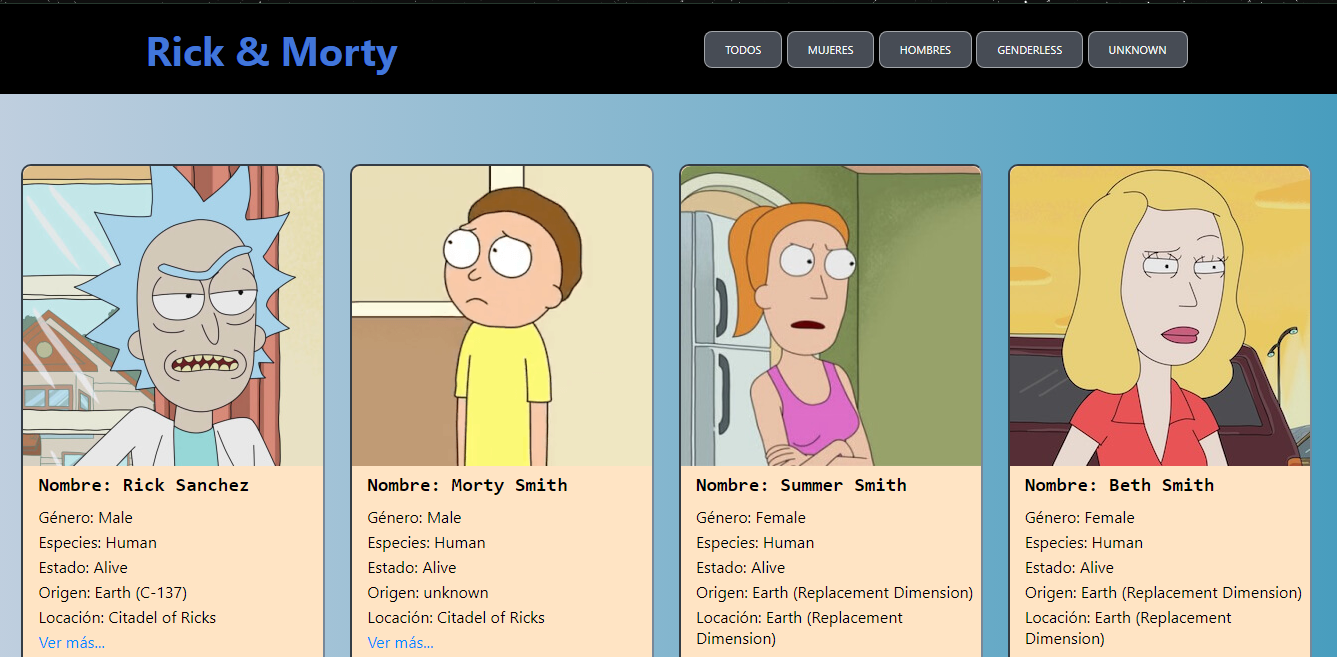 Rick & Morty
TODOS
MUJERES
HOMBRES
GENDERLESS
UNKNOWN
Nombre: Rick Sanchez
Género: Male
Especies: Human
Estado: Alive
Origen: Earth (C-137)
Locación: Citadel of Ricks
Ver más...
Nombre: Morty Smith
Género: Male
Especies: Human
Estado: Alive
Origen: unknown
Locación: Citadel of Ricks
Ver más...
Nombre: Summer Smith
Género: Female
Especies: Human
Estado: Alive
Origen: Earth (Replacement Dimension)
Locación: Earth (Replacement
Dimension)
Nombre: Beth Smith
Género: Female
Especies: Human
Estado: Alive
Origen: Earth (Replacement Dimension)
Locación: Earth (Replacement
Dimension)